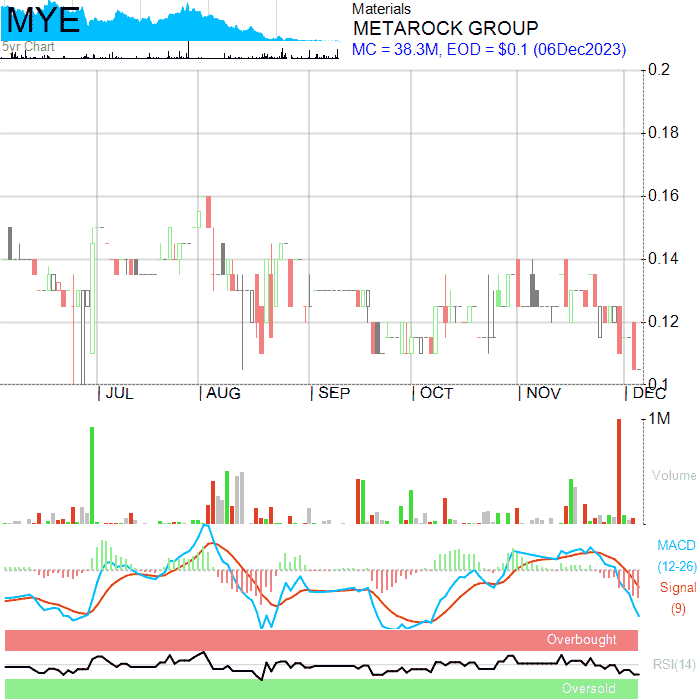 MYE
5yr Chart
Materials
METAROCK GROUP
MC = 38.3M, EOD = $0.1 (06Dec2023)
0.2
0.18
0.16
0.14
0.12
0.1
JUL AUG SEP OCT NOV DEC
1M
Volume
MACD
(12-26)
Signal
(9)
Overbought
RSI(14)
Oversold